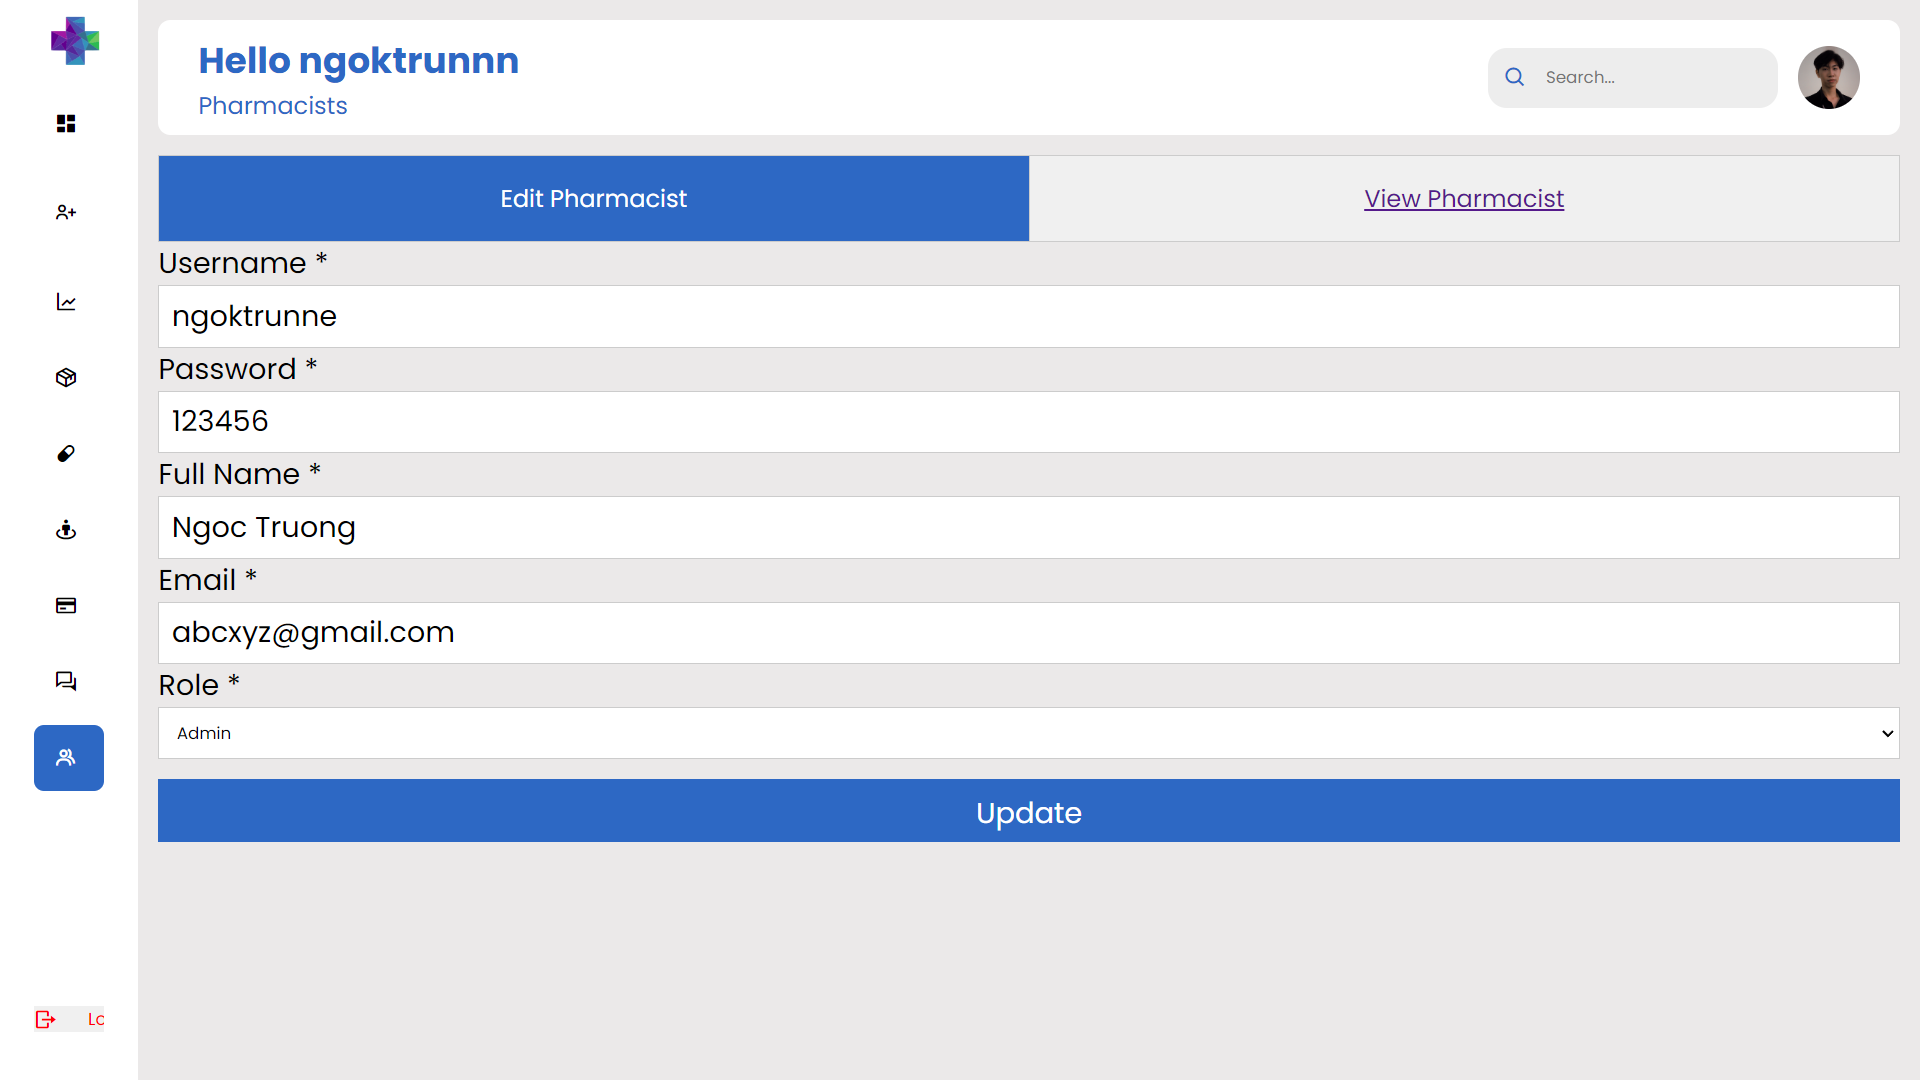 Hello ngoktrunnn
Pharmacists
Search...
Edit Pharmacist
View Pharmacist
Username *
ngoktrunne
Password *
123456
Full Name *
Ngoc Truong
Email *
abcxyz@gmail.com
Role *
Admin
Update
Lo